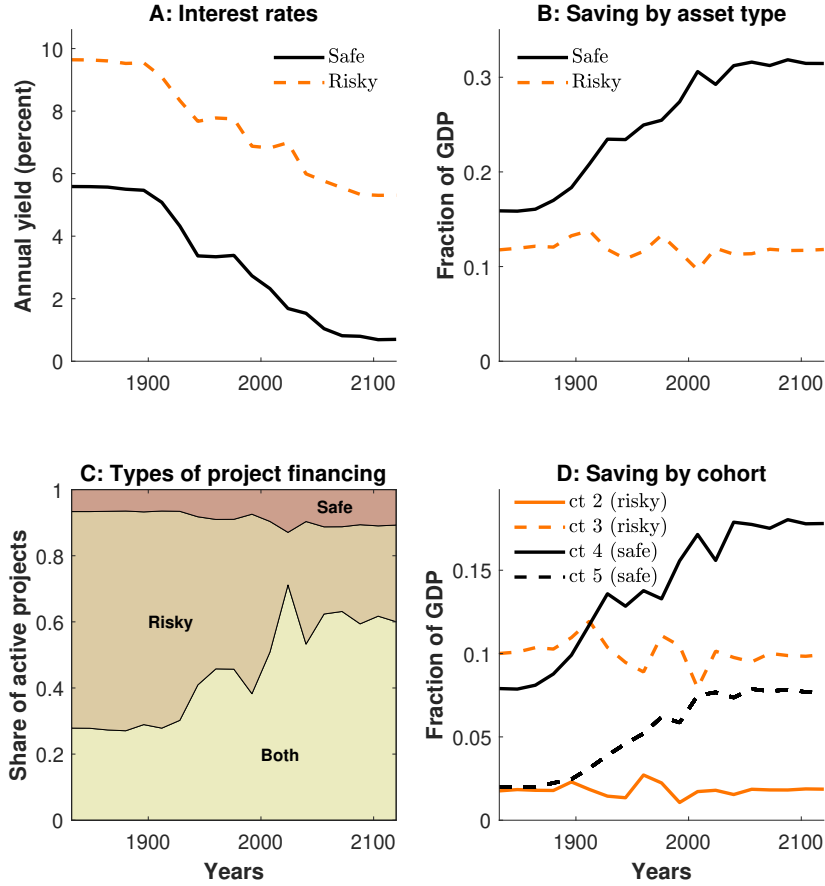 A: Interest rates
10
8
6
4
2
0
Annual yield (percent)
Safe
Risky
1900
2000
2100
B: Saving by asset type
0.3
0.2
0.1
0
Fraction of GDP
Safe
Risky
1900
2000
2100
C: Types of project financing
1
0.8
0.6
0.4
0.2
0
Share of active projects
Safe
Risky
Both
1900
2000
2100
Years
D: Saving by cohort
0.15
0.1
0.05
0
Fraction of GDP
ct 2 (risky)
ct 3 (risky)
ct 4 (safe)
ct 5 (safe)
1900
2000
2100
Years